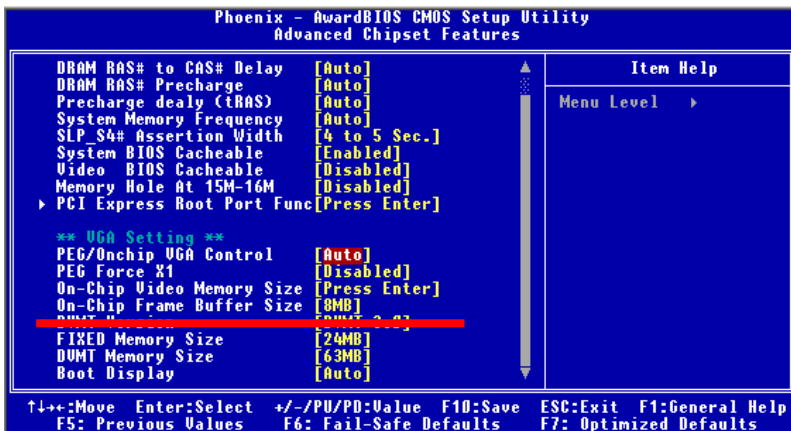 Phoenix - AwardBIOS CMOS Setup Utility
Advanced Chipset Features
DRAM RAS# to CAS# Delay [Auto]
DRAM RAS# Precharge [Auto]
Precharge dealy (tRAS) [Auto]
System Memory Frequency [Auto]
SLP_S4# Assertion Width [4 to 5 Sec.]
System BIOS Cacheable [Enabled]
Video BIOS Cacheable [Disabled]
Memory Hole At 15M-16M [Disabled]
PCI Express Root Port Func[Press Enter]
** VGA Setting **
PEG/Onchip VGA Control [Auto]
PEG Force X1 [Disabled]
On-Chip Video Memory Size [Press Enter]
On-Chip Frame Buffer Size [8MB]
DVMT Version [DVMT 3.0]
FIXED Memory Size [24MB]
DVMT Memory Size [63MB]
Boot Display [Auto]
Item Help
Menu Level
↑↓→←:Move Enter:Select +/-/PU/PD:Value F10:Save ESC:Exit F1:General Help
F5: Previous Values F6: Fail-Safe Defaults F7: Optimized Defaults